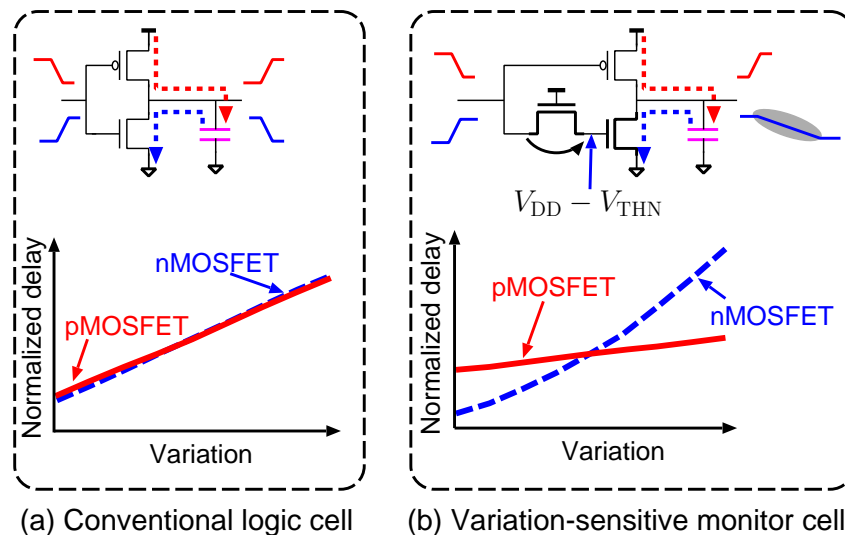 V_DD − V_THN
Normalized delay
nMOSFET
pMOSFET
Variation
Normalized delay
pMOSFET
nMOSFET
Variation
(a) Conventional logic cell
(b) Variation-sensitive monitor cell